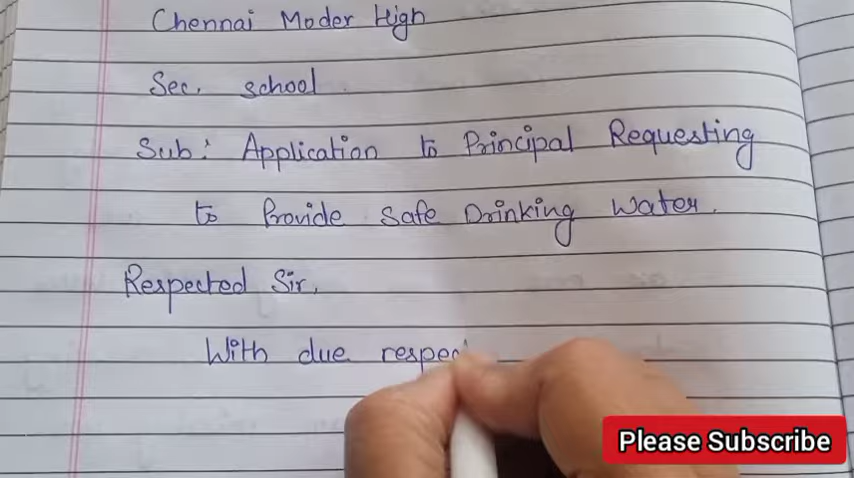 Chennai Moder High
Sec. school
Sub: Application to Principal Requesting
to Provide safe Drinking Water.
Respected Sir,
With due respec
Please Subscribe